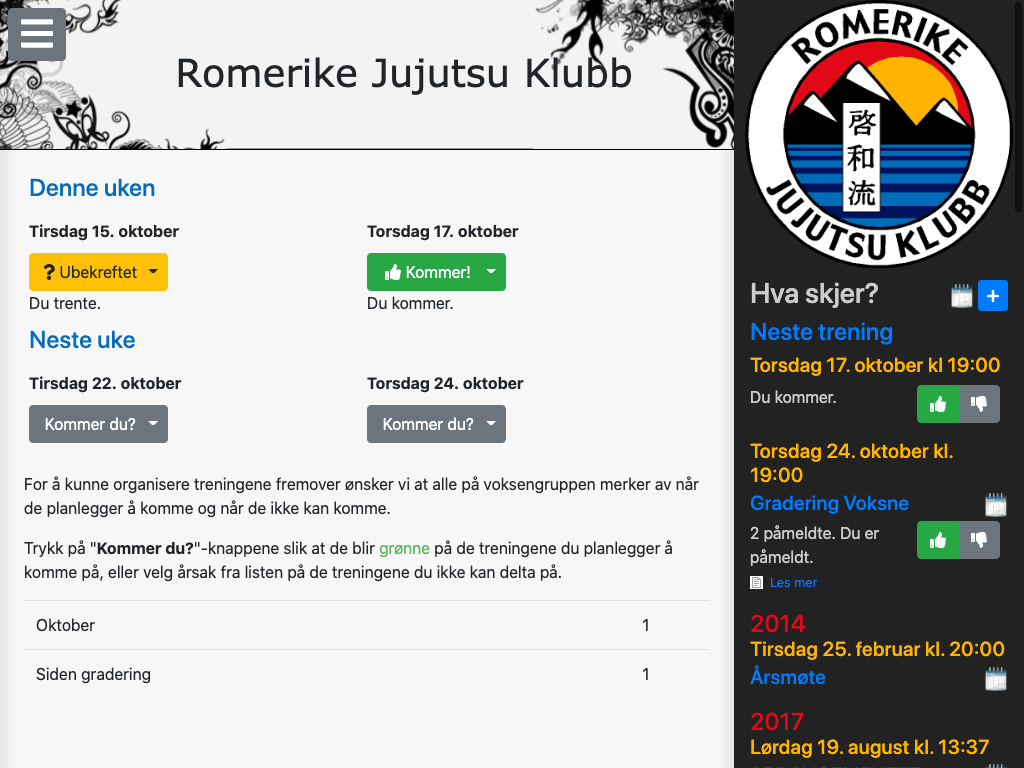 Romerike Jujutsu Klubb
Denne uken
Tirsdag 15. oktober
Ubekreftet
Du trente.
Torsdag 17. oktober
Kommer!
Du kommer.
Neste uke
Tirsdag 22. oktober
Kommer du?
Torsdag 24. oktober
Kommer du?
For å kunne organisere treningene fremover ønsker vi at alle på voksengruppen merker av når
de planlegger å komme og når de ikke kan komme.
Trykk på "Kommer du?"-knappene slik at de blir grønne på de treningene du planlegger å
komme på, eller velg årsak fra listen på de treningene du ikke kan delta på.
Oktober 1
Siden gradering 1
ROMERIKE
啓和流
JUJUTSU KLUBB
Hva skjer?
Neste trening
Torsdag 17. oktober kl 19:00
Du kommer.
Torsdag 24. oktober kl.
19:00
Gradering Voksne
2 påmeldte. Du er
påmeldt.
Les mer
2014
Tirsdag 25. februar kl. 20:00
Årsmøte
2017
Lørdag 19. august kl. 13:37